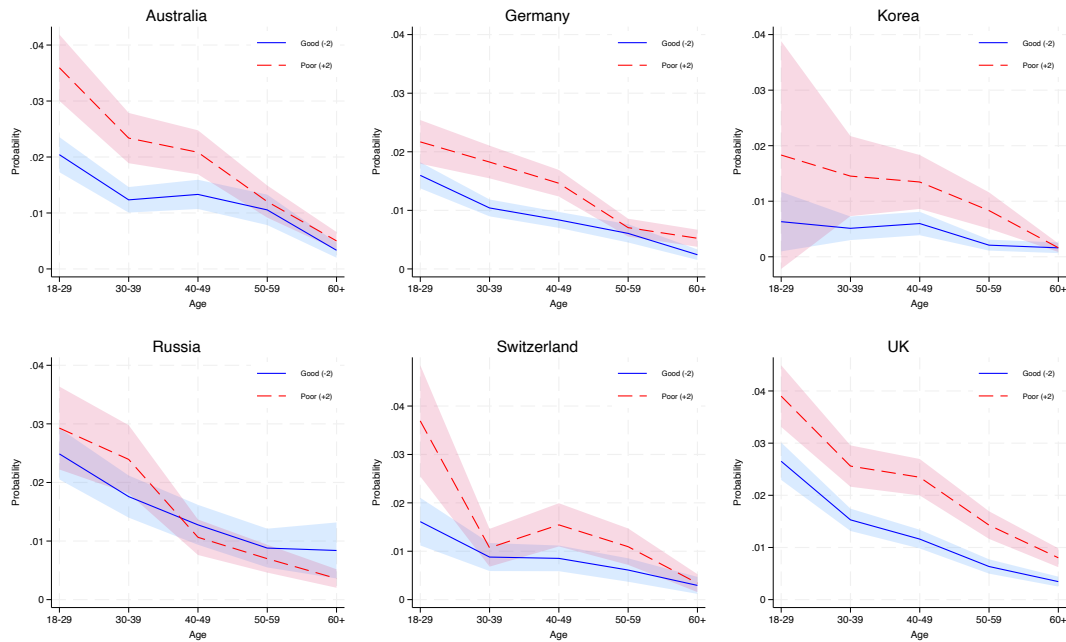 Australia
Good (-2)
Poor (+2)
Probability
.04
.03
.02
.01
0
18-29
30-39
40-49
50-59
60+
Age
Germany
Good (-2)
Poor (+2)
Probability
.04
.03
.02
.01
0
18-29
30-39
40-49
50-59
60+
Age
Korea
Good (-2)
Poor (+2)
Probability
.04
.03
.02
.01
0
18-29
30-39
40-49
50-59
60+
Age
Russia
Good (-2)
Poor (+2)
Probability
.04
.03
.02
.01
0
18-29
30-39
40-49
50-59
60+
Age
Switzerland
Good (-2)
Poor (+2)
Probability
.04
.03
.02
.01
0
18-29
30-39
40-49
50-59
60+
Age
UK
Good (-2)
Poor (+2)
Probability
.04
.03
.02
.01
0
18-29
30-39
40-49
50-59
60+
Age